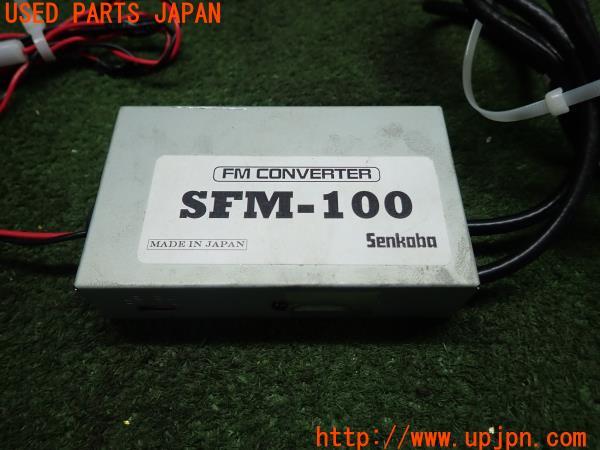 USED PARTS JAPAN
FM CONVERTER
SFM-100
MADE IN JAPAN
Senkoba
http://www.upjpn.com